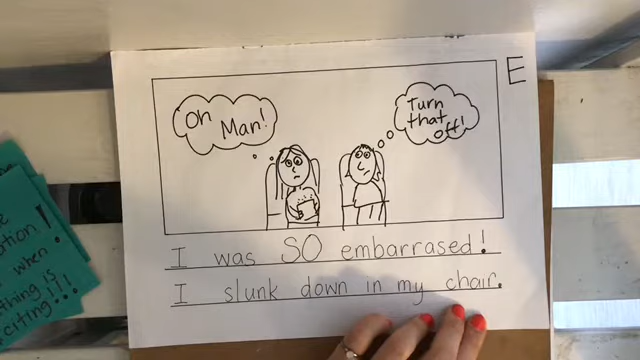 E
Oh
Man!
Turn
that
off!
I was SO embarrased!
I slunk down in my chair.
ation!
when
thing is
citing!!!